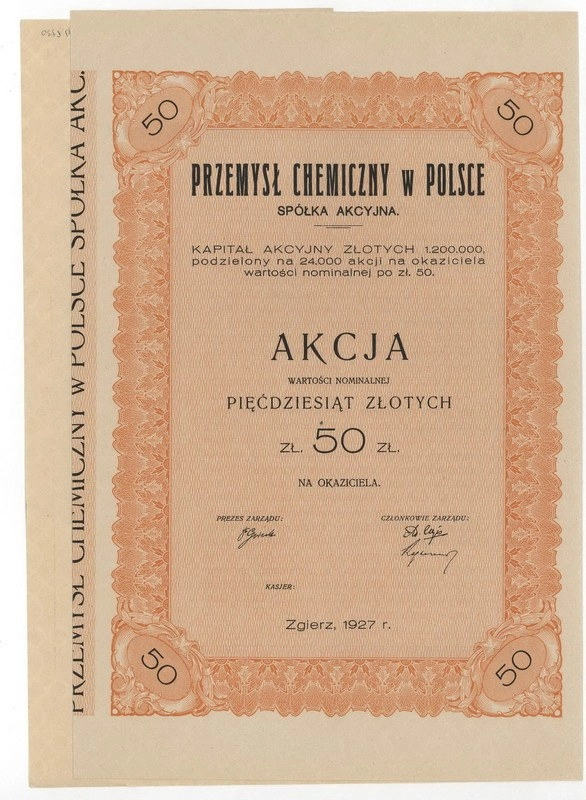 50
50
PRZEMYSŁ CHEMICZNY w POLSCE SPÓŁKA AKC.
PRZEMYSŁ CHEMICZNY w POLSCE
SPÓŁKA AKCYJNA.
KAPITAŁ AKCYJNY ZŁOTYCH 1.200.000,
podzielony na 24.000 akcji na okaziciela
wartości nominalnej po zł. 50.
AKCJA
WARTOŚCI NOMINALNEJ
PIĘĆDZIESIĄT ZŁOTYCH
ZŁ. 50 ZŁ.
NA OKAZICIELA.
PREZES ZARZĄDU:
CZŁONKOWIE ZARZĄDU:
KASJER:
Zgierz, 1927 r.
50
50